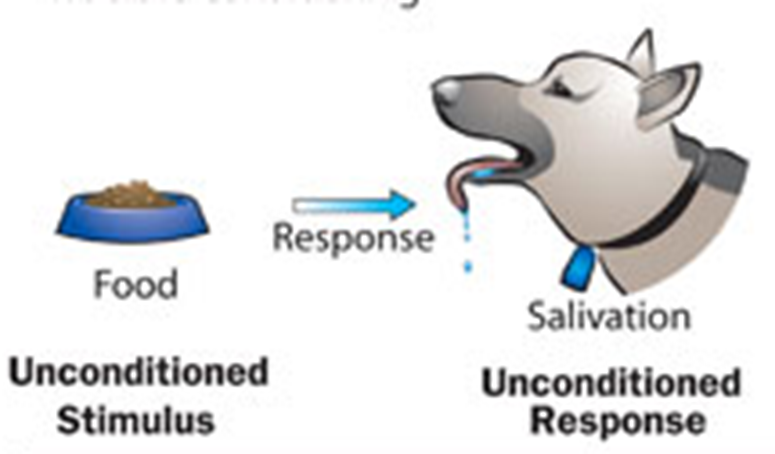 Response
Food
Salivation
Unconditioned
Stimulus
Unconditioned
Response